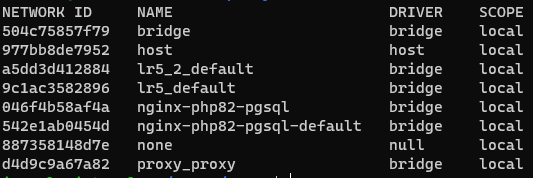 NETWORK ID NAME DRIVER SCOPE
504c75857f79 bridge bridge local
977bb8de7952 host host local
a5dd3d412884 lr5_2_default bridge local
9c1ac3582896 lr5_default bridge local
046f4b58af4a nginx-php82-pgsql bridge local
542e1ab0454d nginx-php82-pgsql-default bridge local
887358148d7e none null local
d4d9c9a67a82 proxy_proxy bridge local